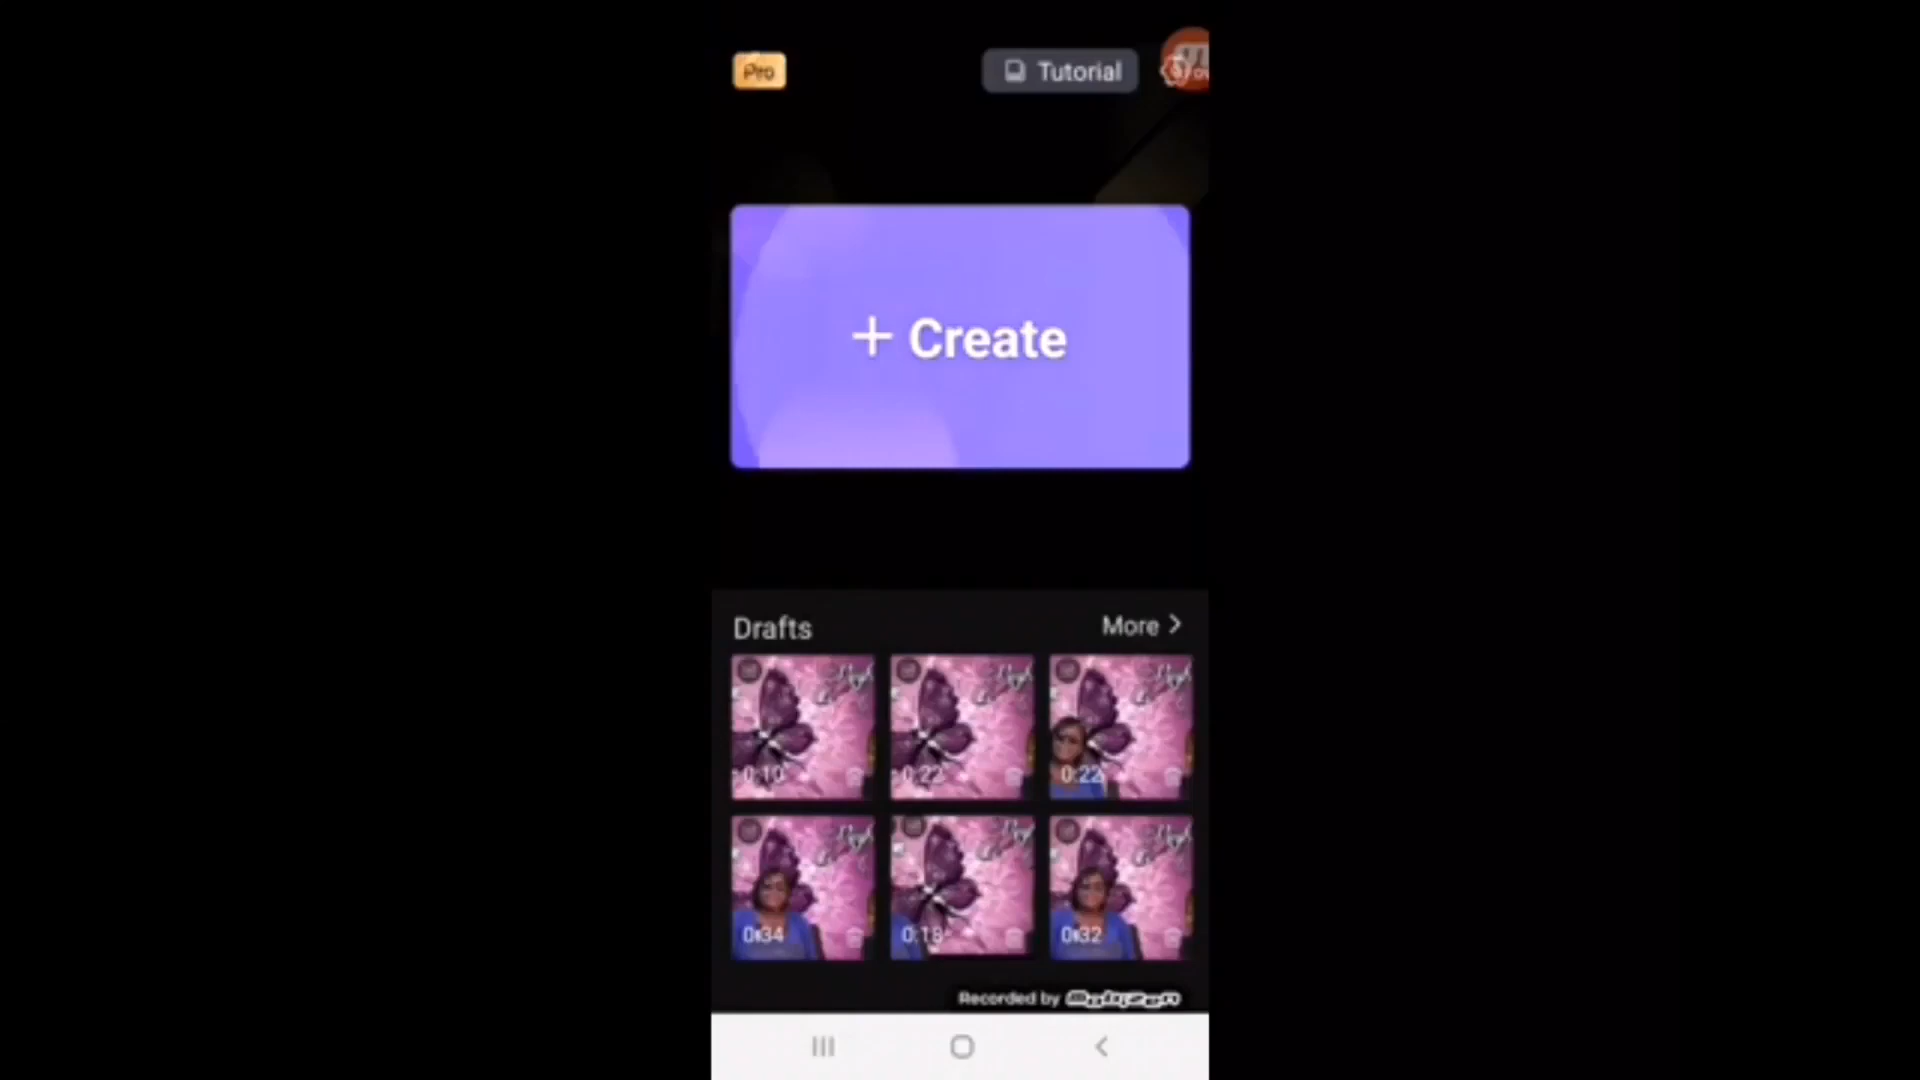 Pro
Tutorial
+ Create
Drafts
More >
0:10
0:22
0:22
0:34
0:18
0:32
Recorded by Mobizen